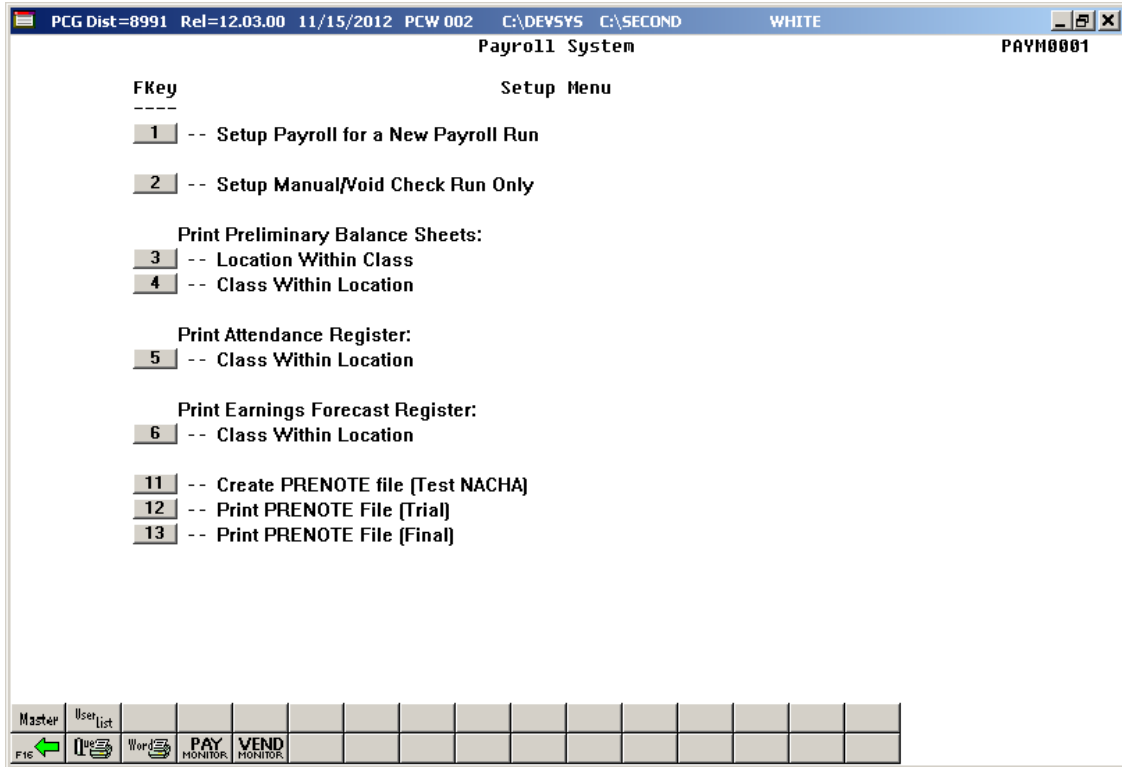 PCG Dist=8991 Rel=12.03.00 11/15/2012 PCW 002 C:\DEVSYS C:\SECOND WHITE
Payroll System PAYM0001
FKey Setup Menu
----
1 -- Setup Payroll for a New Payroll Run
2 -- Setup Manual/Void Check Run Only
Print Preliminary Balance Sheets:
3 -- Location Within Class
4 -- Class Within Location
Print Attendance Register:
5 -- Class Within Location
Print Earnings Forecast Register:
6 -- Class Within Location
11 -- Create PRENOTE file (Test NACHA)
12 -- Print PRENOTE File (Trial)
13 -- Print PRENOTE File (Final)
Master User List
F16 Que Word PAY MONITOR VEND MONITOR